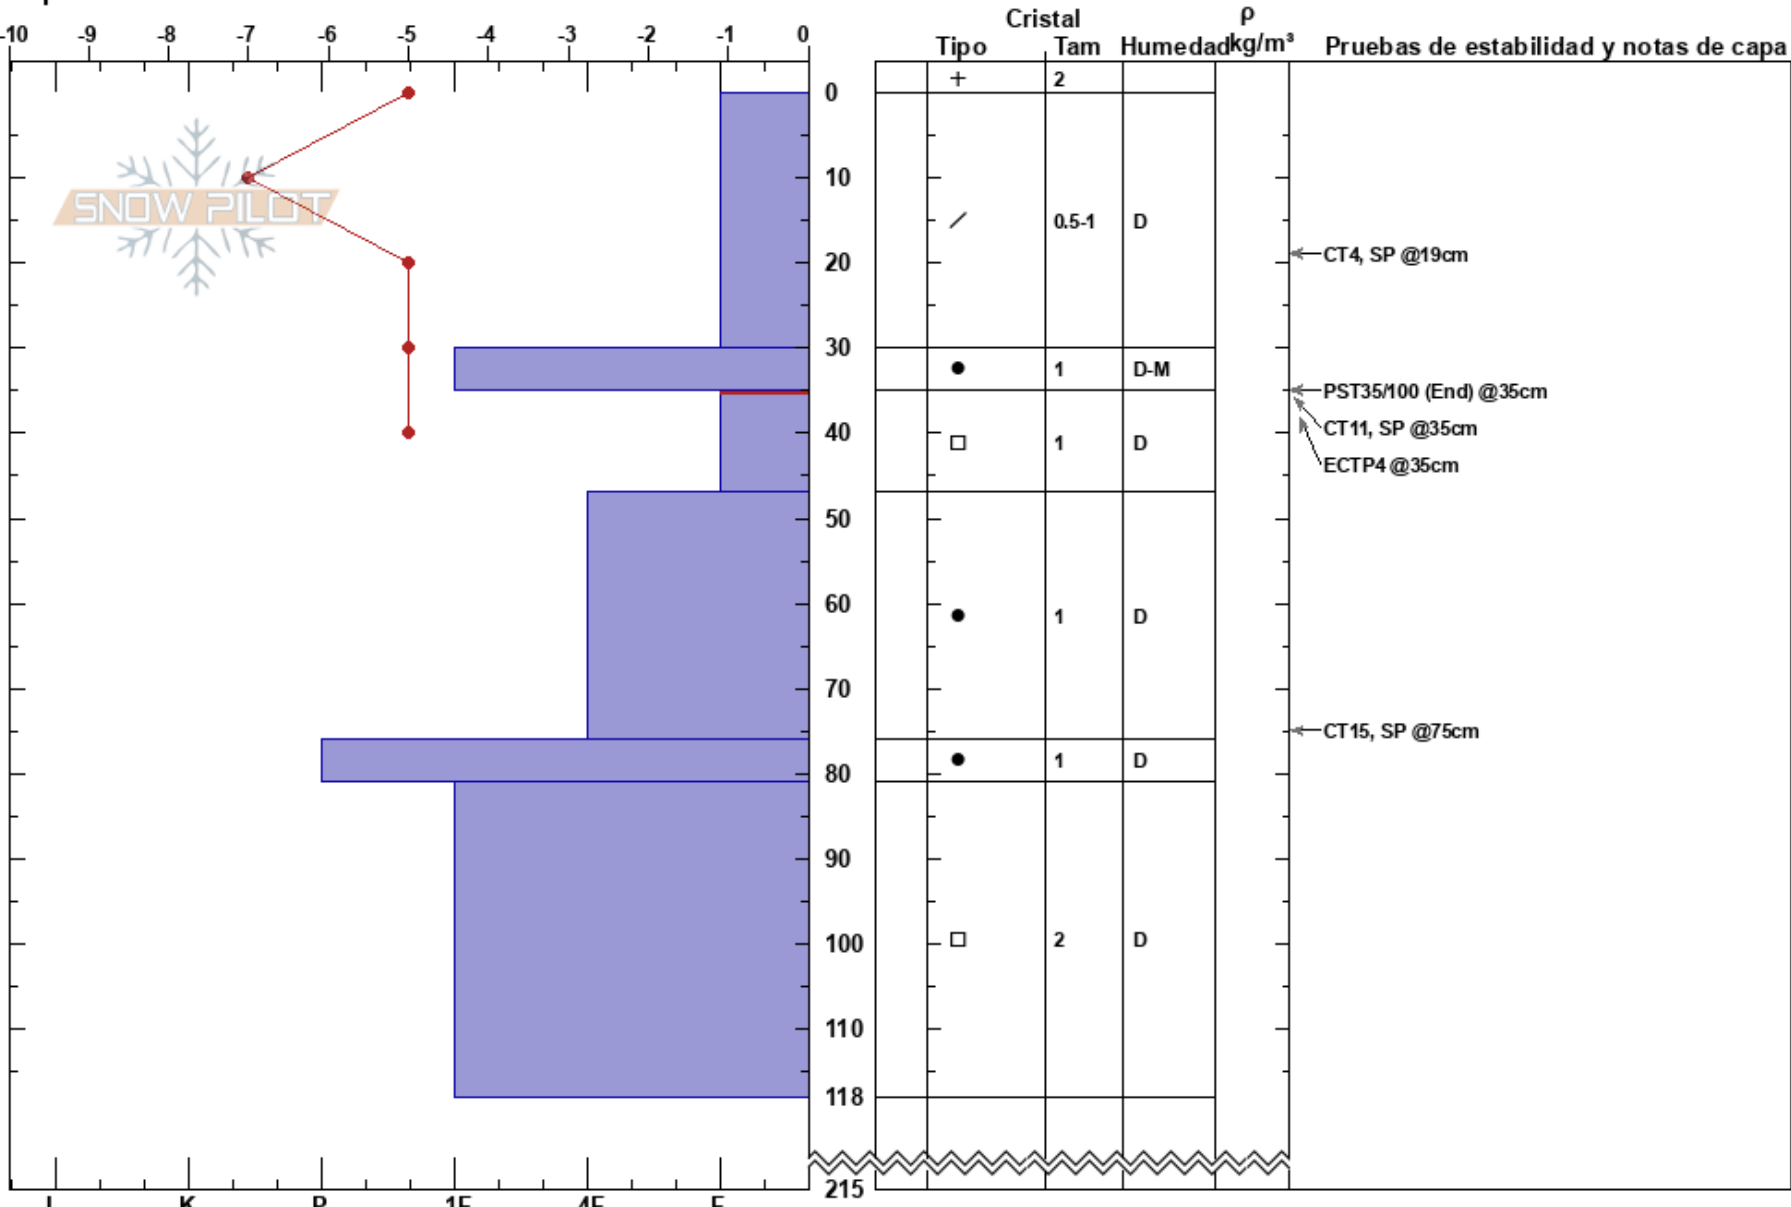 Cristal ρ
-10 -9 -8 -7 -6 -5 -4 -3 -2 -1 0 Tipo Tam Humedad kg/m³ Pruebas de estabilidad y notas de capa
+ 2
0
10
SNOW PILOT
0.5-1 D
20 CT4, SP @19cm
30
1 D-M
PST35/100 (End) @35cm
CT11, SP @35cm
40 1 D
ECTP4 @35cm
50
60
1 D
70
CT15, SP @75cm
1 D
80
90
100 2 D
110
118
215
I K P 1F 4F F